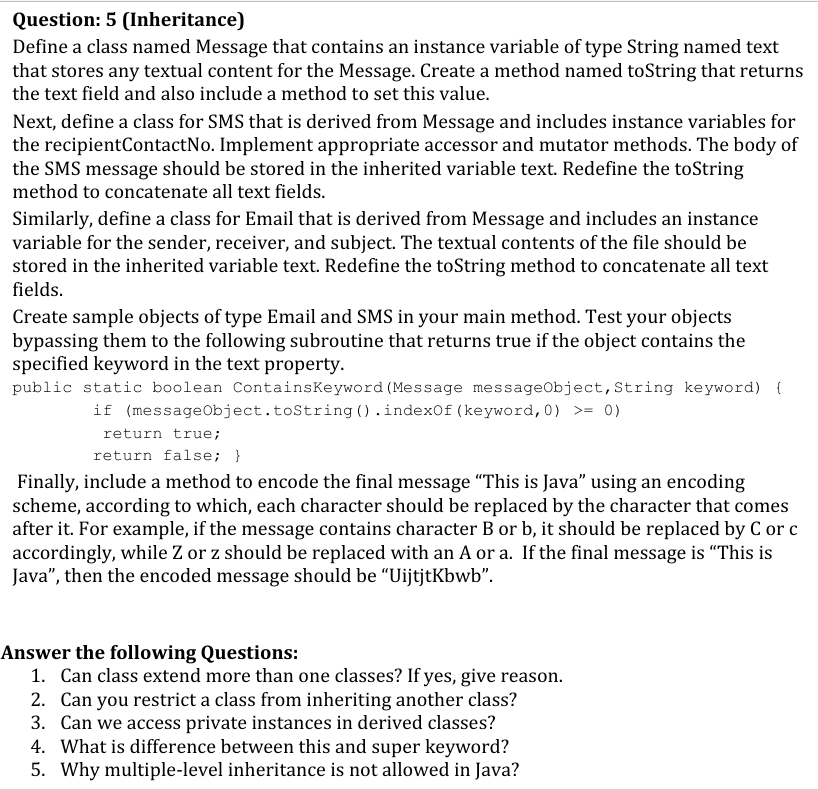 Question: 5 (Inheritance)
Define a class named Message that contains an instance variable of type String named text
that stores any textual content for the Message. Create a method named toString that returns
the text field and also include a method to set this value.
Next, define a class for SMS that is derived from Message and includes instance variables for
the recipientContactNo. Implement appropriate accessor and mutator methods. The body of
the SMS message should be stored in the inherited variable text. Redefine the toString
method to concatenate all text fields.
Similarly, define a class for Email that is derived from Message and includes an instance
variable for the sender, receiver, and subject. The textual contents of the file should be
stored in the inherited variable text. Redefine the toString method to concatenate all text
fields.
Create sample objects of type Email and SMS in your main method. Test your objects
bypassing them to the following subroutine that returns true if the object contains the
specified keyword in the text property.
public static boolean ContainsKeyword(Message messageObject,String keyword) {
if (messageObject.toString().indexOf(keyword,0) >= 0)
return true;
return false; }
Finally, include a method to encode the final message “This is Java” using an encoding
scheme, according to which, each character should be replaced by the character that comes
after it. For example, if the message contains character B or b, it should be replaced by C or c
accordingly, while Z or z should be replaced with an A or a. If the final message is “This is
Java”, then the encoded message should be “UijtjtKbwb”.
Answer the following Questions:
1. Can class extend more than one classes? If yes, give reason.
2. Can you restrict a class from inheriting another class?
3. Can we access private instances in derived classes?
4. What is difference between this and super keyword?
5. Why multiple-level inheritance is not allowed in Java?